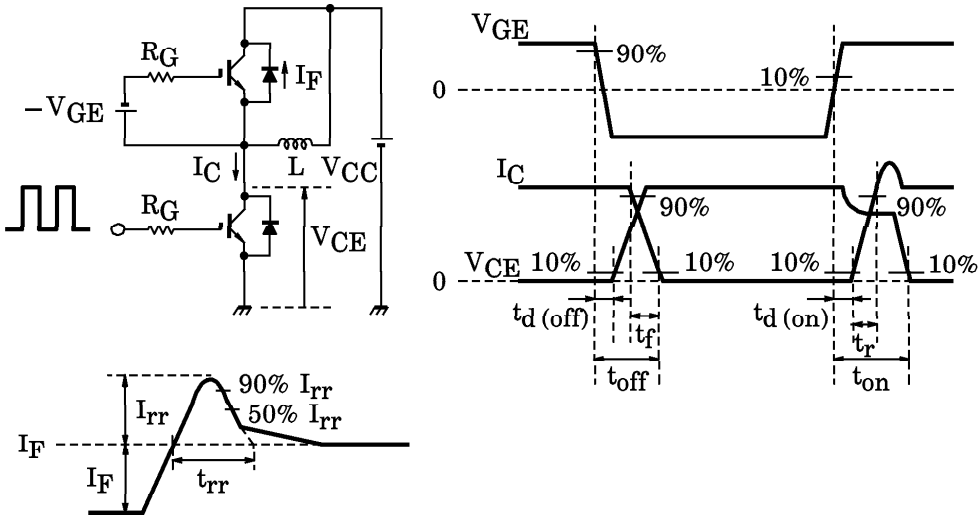 R_G
I_F
−V_GE
I_C
L
V_CC
R_G
V_CE
V_GE
90%
10%
0
I_C
90%
90%
V_CE
10%
10%
10%
10%
0
t_d (off)
t_f
t_d (on)
t_r
t_off
t_on
90% I_rr
50% I_rr
I_rr
I_F
I_F
t_rr